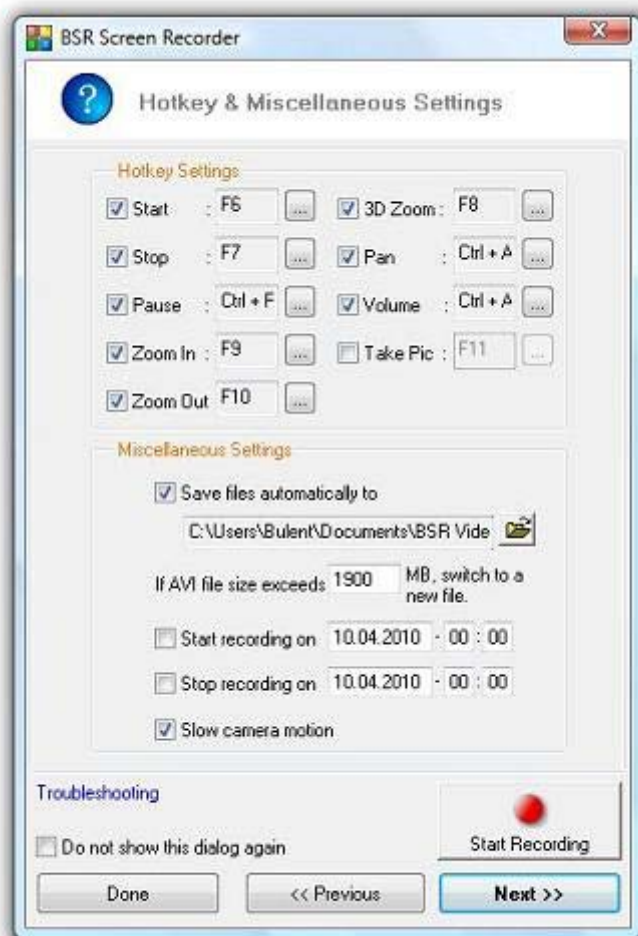 BSR Screen Recorder
Hotkey & Miscellaneous Settings
Hotkey Settings
Start : F6 ... 3D Zoom : F8 ...
Stop : F7 ... Pan : Ctrl + A ...
Pause : Ctrl + F ... Volume : Ctrl + A ...
Zoom In : F9 ... Take Pic : F11 ...
Zoom Out F10 ...
Miscellaneous Settings
Save files automatically to
C:\Users\Bulent\Documents\BSR Vide
If AVI file size exceeds 1900 MB, switch to a
new file.
Start recording on 10.04.2010 - 00 : 00
Stop recording on 10.04.2010 - 00 : 00
Slow camera motion
Troubleshooting
Do not show this dialog again
Start Recording
Done << Previous Next >>